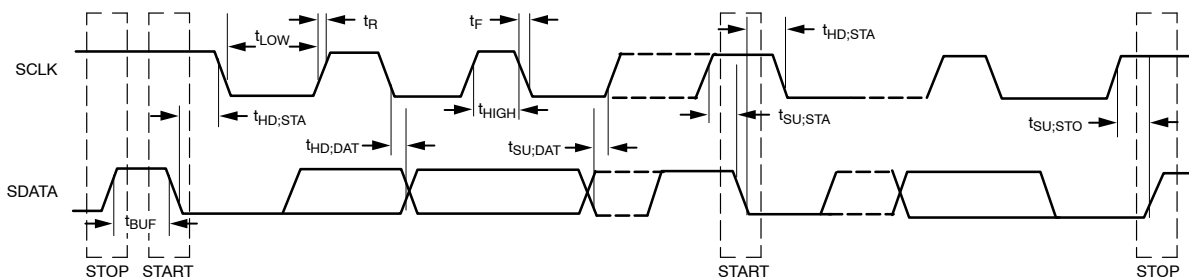 tR
tF
tLOW
tHD;STA
SCLK
tHD;STA
tHIGH
tSU;STA
tSU;STO
tHD;DAT
tSU;DAT
SDATA
tBUF
STOP START START STOP